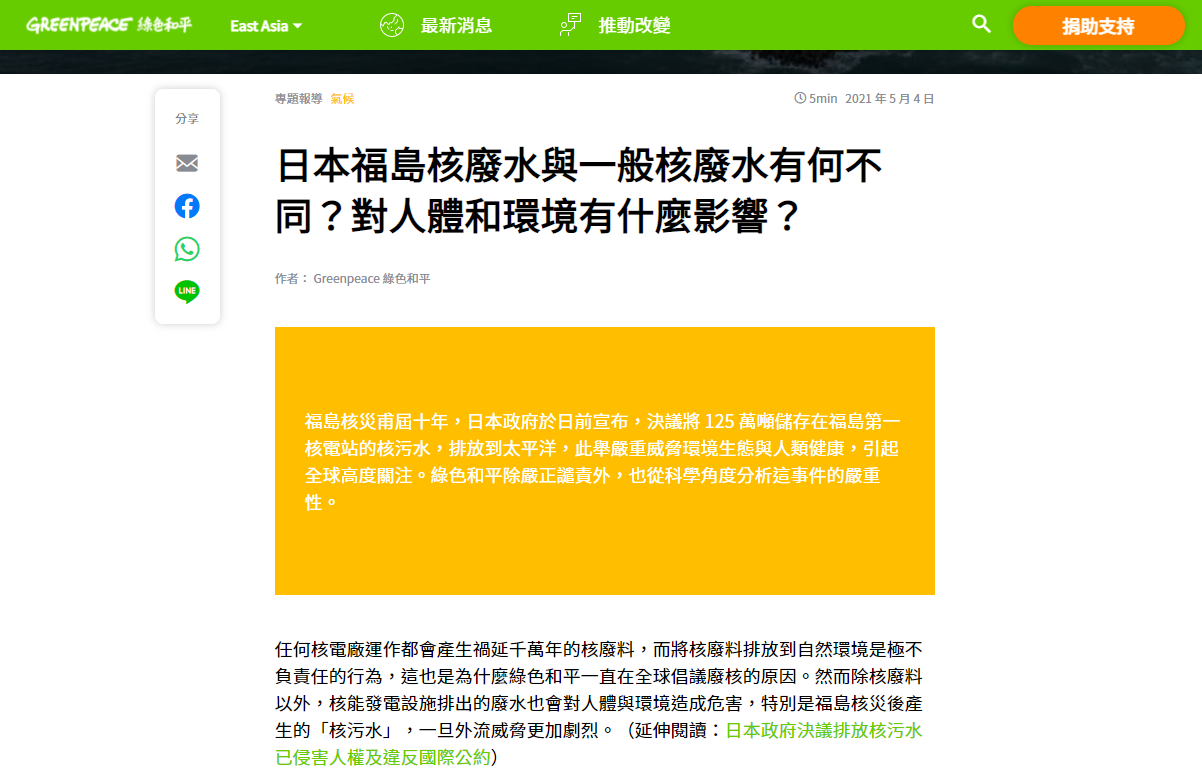 GREENPEACE 綠色和平
East Asia
最新消息
推動改變
捐助支持
分享
LINE
專題報導 氣候
5min 2021 年 5 月 4 日
日本福島核廢水與一般核廢水有何不
同？對人體和環境有什麼影響？
作者： Greenpeace 綠色和平
福島核災甫屆十年，日本政府於日前宣布，決議將 125 萬噸儲存在福島第一
核電站的核污水，排放到太平洋，此舉嚴重威脅環境生態與人類健康，引起
全球高度關注。綠色和平除嚴正譴責外，也從科學角度分析這事件的嚴重
性。
任何核電廠運作都會產生禍延千萬年的核廢料，而將核廢料排放到自然環境是極不
負責任的行為，這也是為什麼綠色和平一直在全球倡議廢核的原因。然而除核廢料
以外，核能發電設施排出的廢水也會對人體與環境造成危害，特別是福島核災後產
生的「核污水」，一旦外流威脅更加劇烈。（延伸閱讀：日本政府決議排放核污水
已侵害人權及違反國際公約）